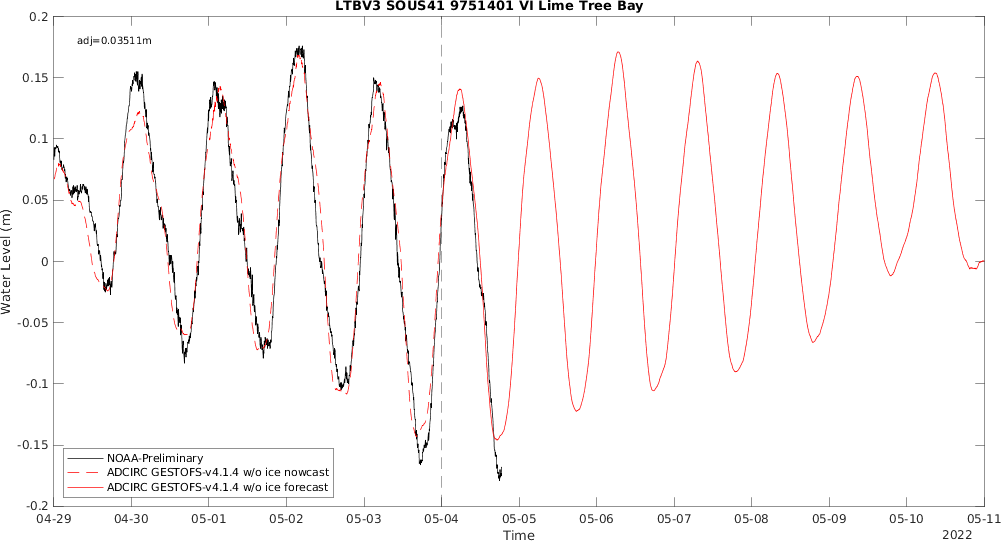 LTBV3 SOUS41 9751401 VI Lime Tree Bay
adj=0.03511m
0.2
0.15
0.1
0.05
0
-0.05
-0.1
-0.15
-0.2
Water Level (m)
NOAA-Preliminary
ADCIRC GESTOFS-v4.1.4 w/o ice nowcast
ADCIRC GESTOFS-v4.1.4 w/o ice forecast
04-29 04-30 05-01 05-02 05-03 05-04 05-05 05-06 05-07 05-08 05-09 05-10 05-11
Time
2022